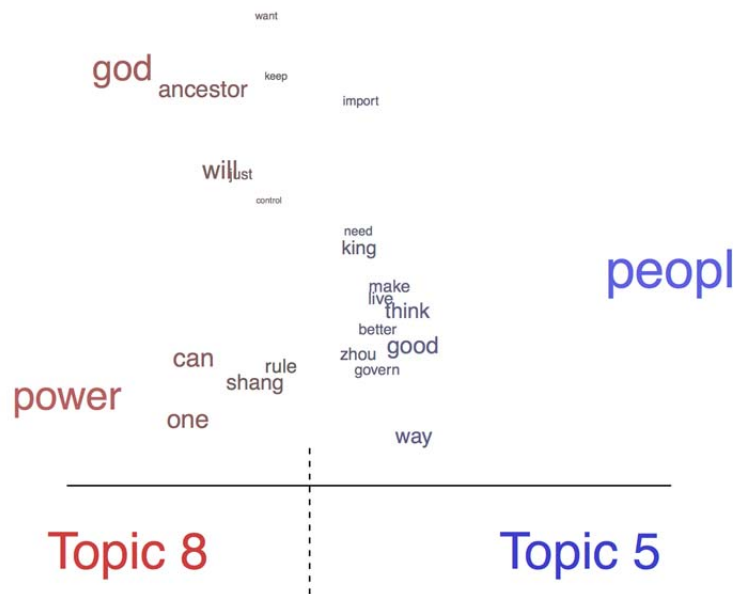 want
god
keep
ancestor
import
will
just
control
need
king
peopl
make
live
think
better
good
can
zhou
rule
govern
shang
power
one
way
Topic 8
Topic 5